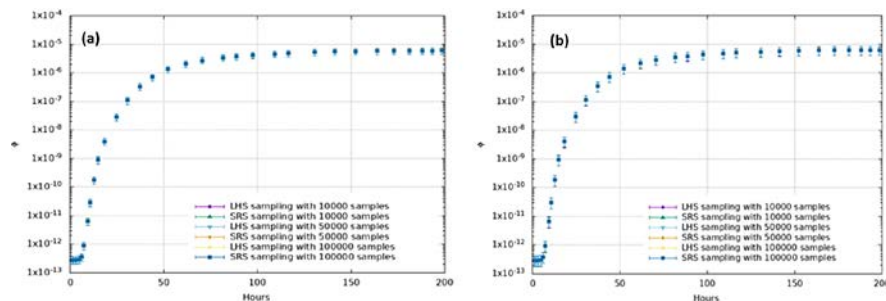 (a)
1x10-4
1x10-5
1x10-6
1x10-7
1x10-8
1x10-9
1x10-10
1x10-11
1x10-12
1x10-13
Φ
LHS sampling with 10000 samples
SRS sampling with 10000 samples
LHS sampling with 50000 samples
SRS sampling with 50000 samples
LHS sampling with 100000 samples
SRS sampling with 100000 samples
0 50 100 150 200
Hours
(b)
1x10-4
1x10-5
1x10-6
1x10-7
1x10-8
1x10-9
1x10-10
1x10-11
1x10-12
1x10-13
Φ
LHS sampling with 10000 samples
SRS sampling with 10000 samples
LHS sampling with 50000 samples
SRS sampling with 50000 samples
LHS sampling with 100000 samples
SRS sampling with 100000 samples
0 50 100 150 200
Hours